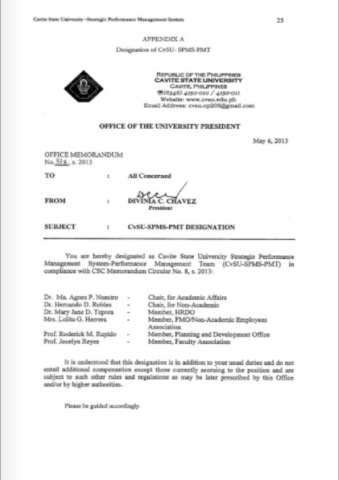 Cavite State University –Strategic Performance Management System 25
APPENDIX A
Designation of CvSU- SPMS-PMT
REPUBLIC OF THE PHILIPPINES
CAVITE STATE UNIVERSITY
CAVITE, PHILIPPINES
(046) 4150-010 / 4150-011
Website: www.cvsu.edu.ph
Email Address: cvsu.op206@gmail.com
OFFICE OF THE UNIVERSITY PRESIDENT
May 6, 2013
OFFICE MEMORANDUM
No. , s. 2013
TO : All Concerned
FROM : DIVINIA C. CHAVEZ
President
SUBJECT : CvSU-SPMS-PMT DESIGNATION
You are hereby designated as Cavite State University Strategic Performance
Management System-Performance Management Team (CvSU-SPMS-PMT) in
compliance with CSC Memorandum Circular No. 8, s. 2013:
Dr. Ma. Agnes P. Nuestro - Chair, for Academic Affairs
Dr. Hernando D. Robles - Chair, for Non-Academic
Dr. Mary Jane D. Tepora - Member, HRDO
Mrs. Lolita G. Herrera - Member, FMO/Non-Academic Employees
Association
Prof. Roderick M. Rupido - Member, Planning and Development Office
Prof. Jocelyn Reyes - Member, Faculty Association
It is understood that this designation is in addition to your usual duties and do not
entail additional compensation except those currently accruing to the position and are
subject to such other rules and regulations as may be later prescribed by this Office
and/or by higher authorities.
Please be guided accordingly.